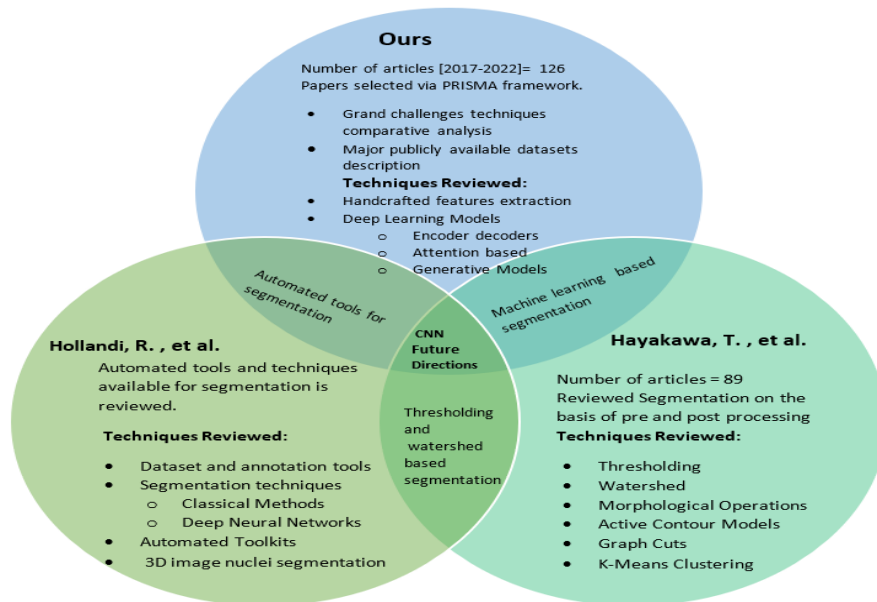 Ours
Number of articles [2017-2022]= 126
Papers selected via PRISMA framework.
• Grand challenges techniques
comparative analysis
• Major publicly available datasets
description
Techniques Reviewed:
• Handcrafted features extraction
• Deep Learning Models
o Encoder decoders
o Attention based
o Generative Models
Automated tools for
segmentation
Machine learning based
segmentation
CNN
Future
Directions
Thresholding
and
watershed
based
segmentation
Hollandi, R. , et al.
Automated tools and techniques
available for segmentation is
reviewed.
Techniques Reviewed:
• Dataset and annotation tools
• Segmentation techniques
o Classical Methods
o Deep Neural Networks
• Automated Toolkits
• 3D image nuclei segmentation
Hayakawa, T. , et al.
Number of articles = 89
Reviewed Segmentation on the
basis of pre and post processing
Techniques Reviewed:
• Thresholding
• Watershed
• Morphological Operations
• Active Contour Models
• Graph Cuts
• K-Means Clustering